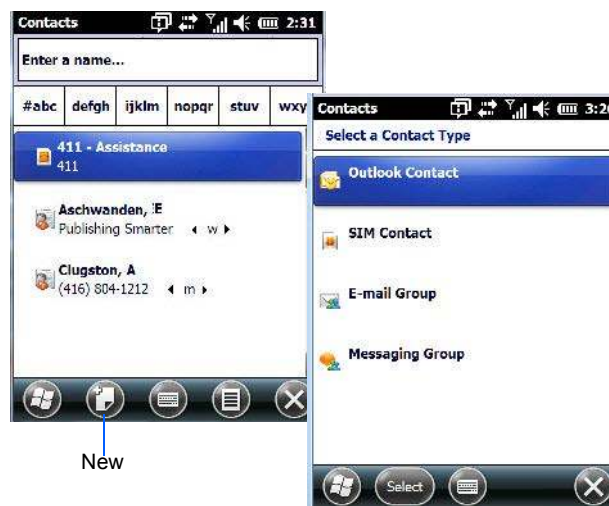 Contacts 2:31
Enter a name...
#abc defgh ijklm nopqr stuv wxy
411 - Assistance
411
Aschwanden, E
Publishing Smarter w
Clugston, A
(416) 804-1212 m
New
Contacts 3:20
Select a Contact Type
Outlook Contact
SIM Contact
E-mail Group
Messaging Group
Select